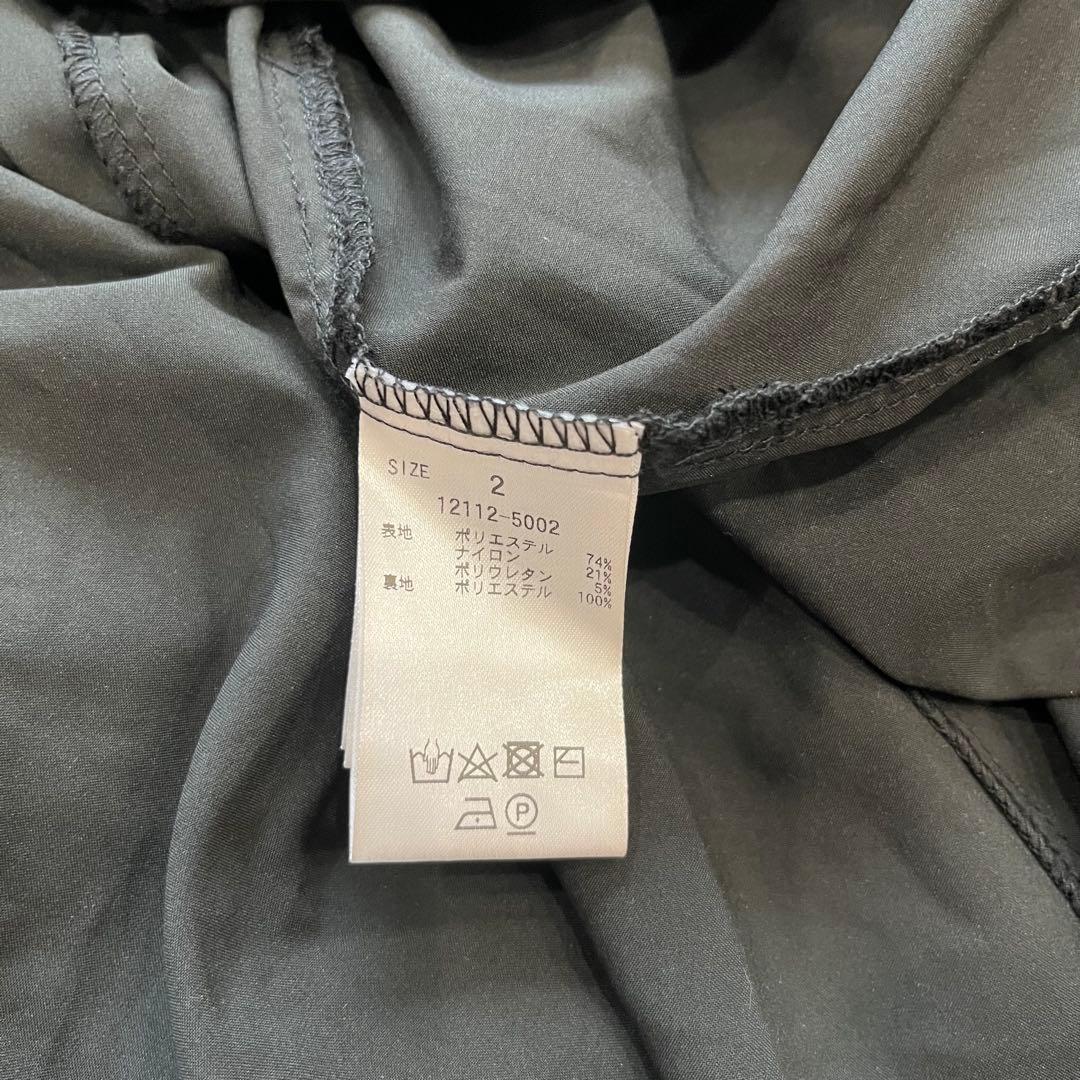 SIZE 2
12112-5002
表地 ポリエステル 74%
ナイロン 21%
ポリウレタン 5%
裏地 ポリエステル 100%
P